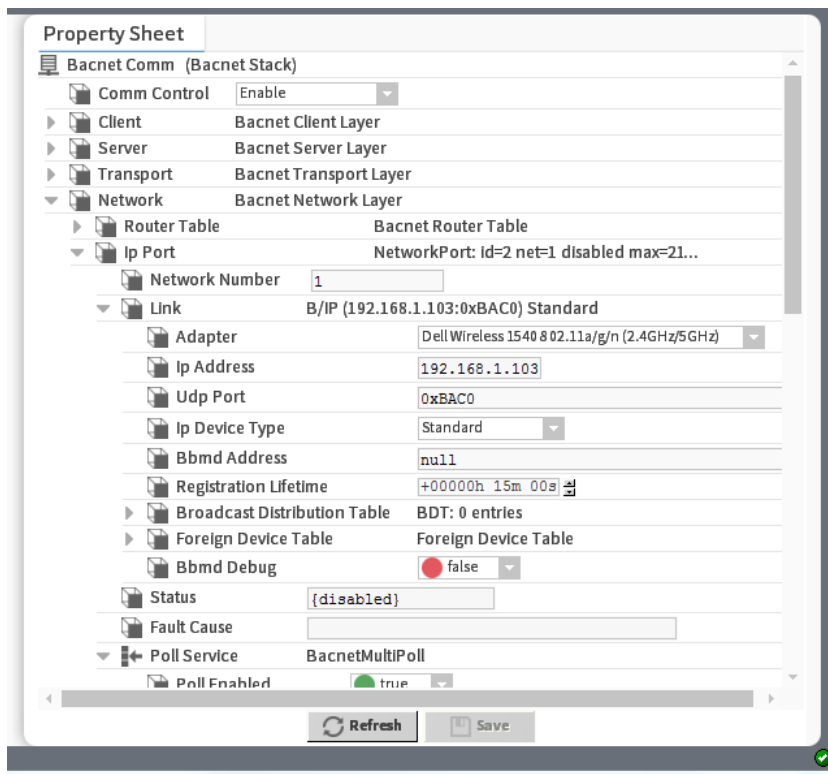 Property Sheet
Bacnet Comm (Bacnet Stack)
Comm Control Enable
Client Bacnet Client Layer
Server Bacnet Server Layer
Transport Bacnet Transport Layer
Network Bacnet Network Layer
Router Table Bacnet Router Table
Ip Port NetworkPort: id=2 net=1 disabled max=21...
Network Number 1
Link B/IP (192.168.1.103:0xBAC0) Standard
Adapter Dell Wireless 1540 802.11a/g/n (2.4GHz/5GHz)
Ip Address 192.168.1.103
Udp Port 0xBAC0
Ip Device Type Standard
Bbmd Address null
Registration Lifetime +00000h 15m 00s
Broadcast Distribution Table BDT: 0 entries
Foreign Device Table Foreign Device Table
Bbmd Debug false
Status {disabled}
Fault Cause
Poll Service BacnetMultiPoll
Poll Enabled true
Refresh Save